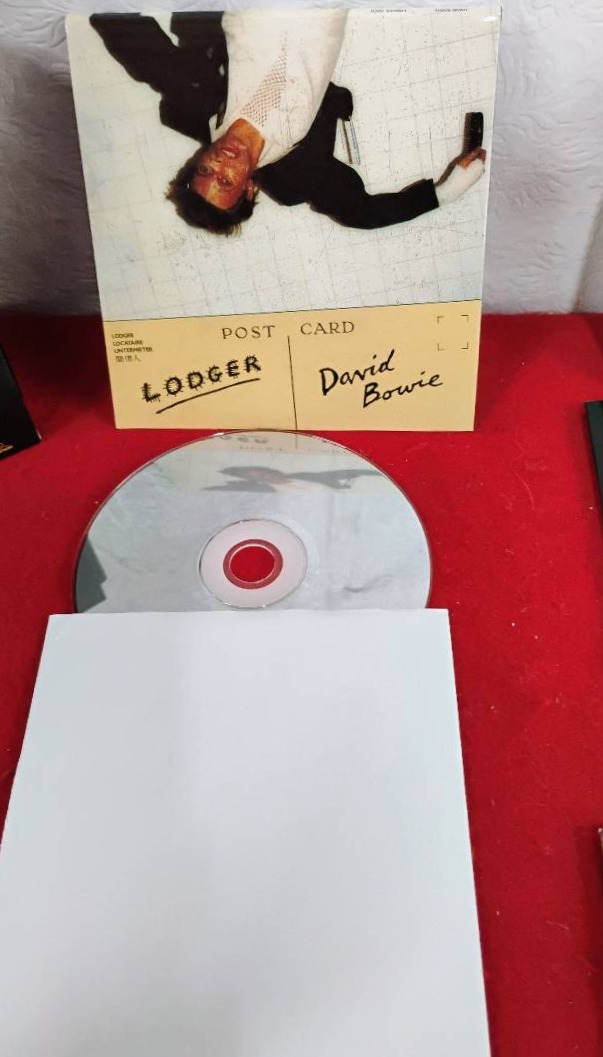 LODGER
LOCATAIRE
UNTERMIETER
間借人
POST CARD
LODGER
David
Bowie